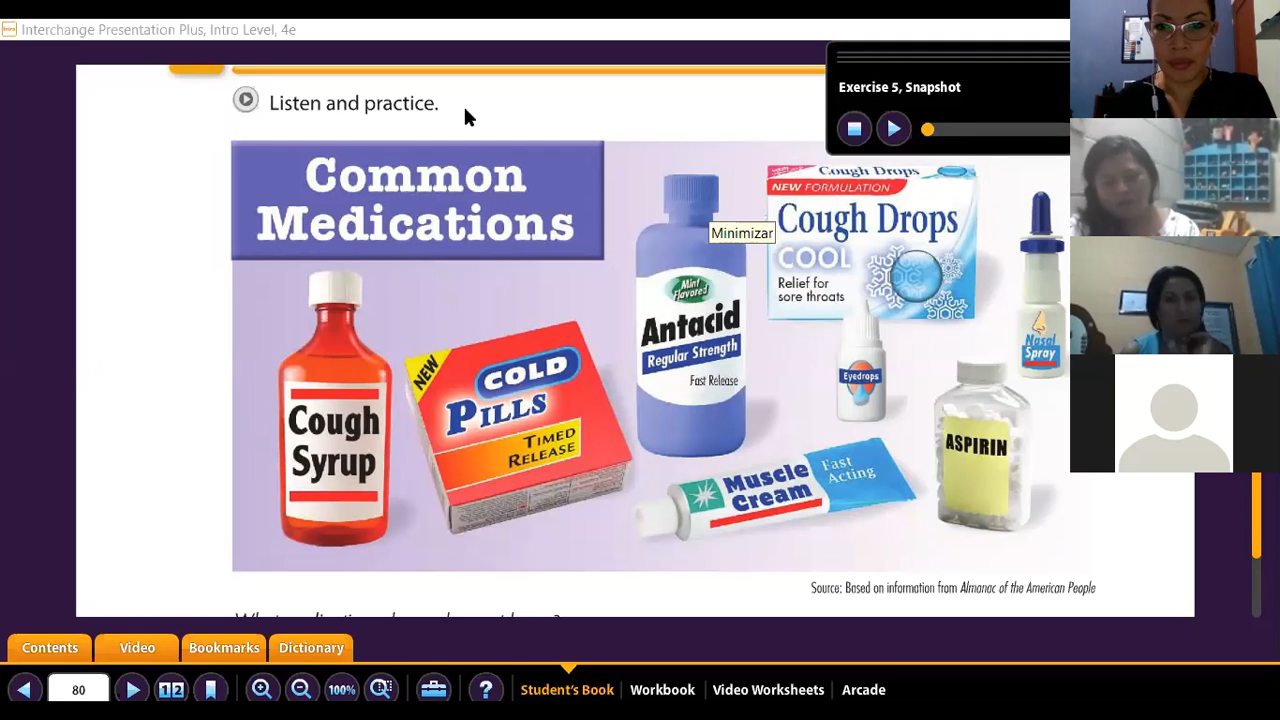 Interchange Presentation Plus, Intro Level, 4e
Exercise 5, Snapshot
Listen and practice.
Common
Medications
Minimizar
Cough Drops
NEW FORMULATION
Cough Drops
COOL
Relief for
sore throats
Mint
Flavored
Antacid
Regular Strength
Fast Release
Nasal
Spray
Eyedrops
NEW
COLD
PILLS
TIMED
RELEASE
Cough
Syrup
Muscle
Cream
Fast
Acting
ASPIRIN
Source: Based on information from Almanac of the American People
Contents
Video
Bookmarks
Dictionary
80
12
100%
?
Student's Book
Workbook
Video Worksheets
Arcade